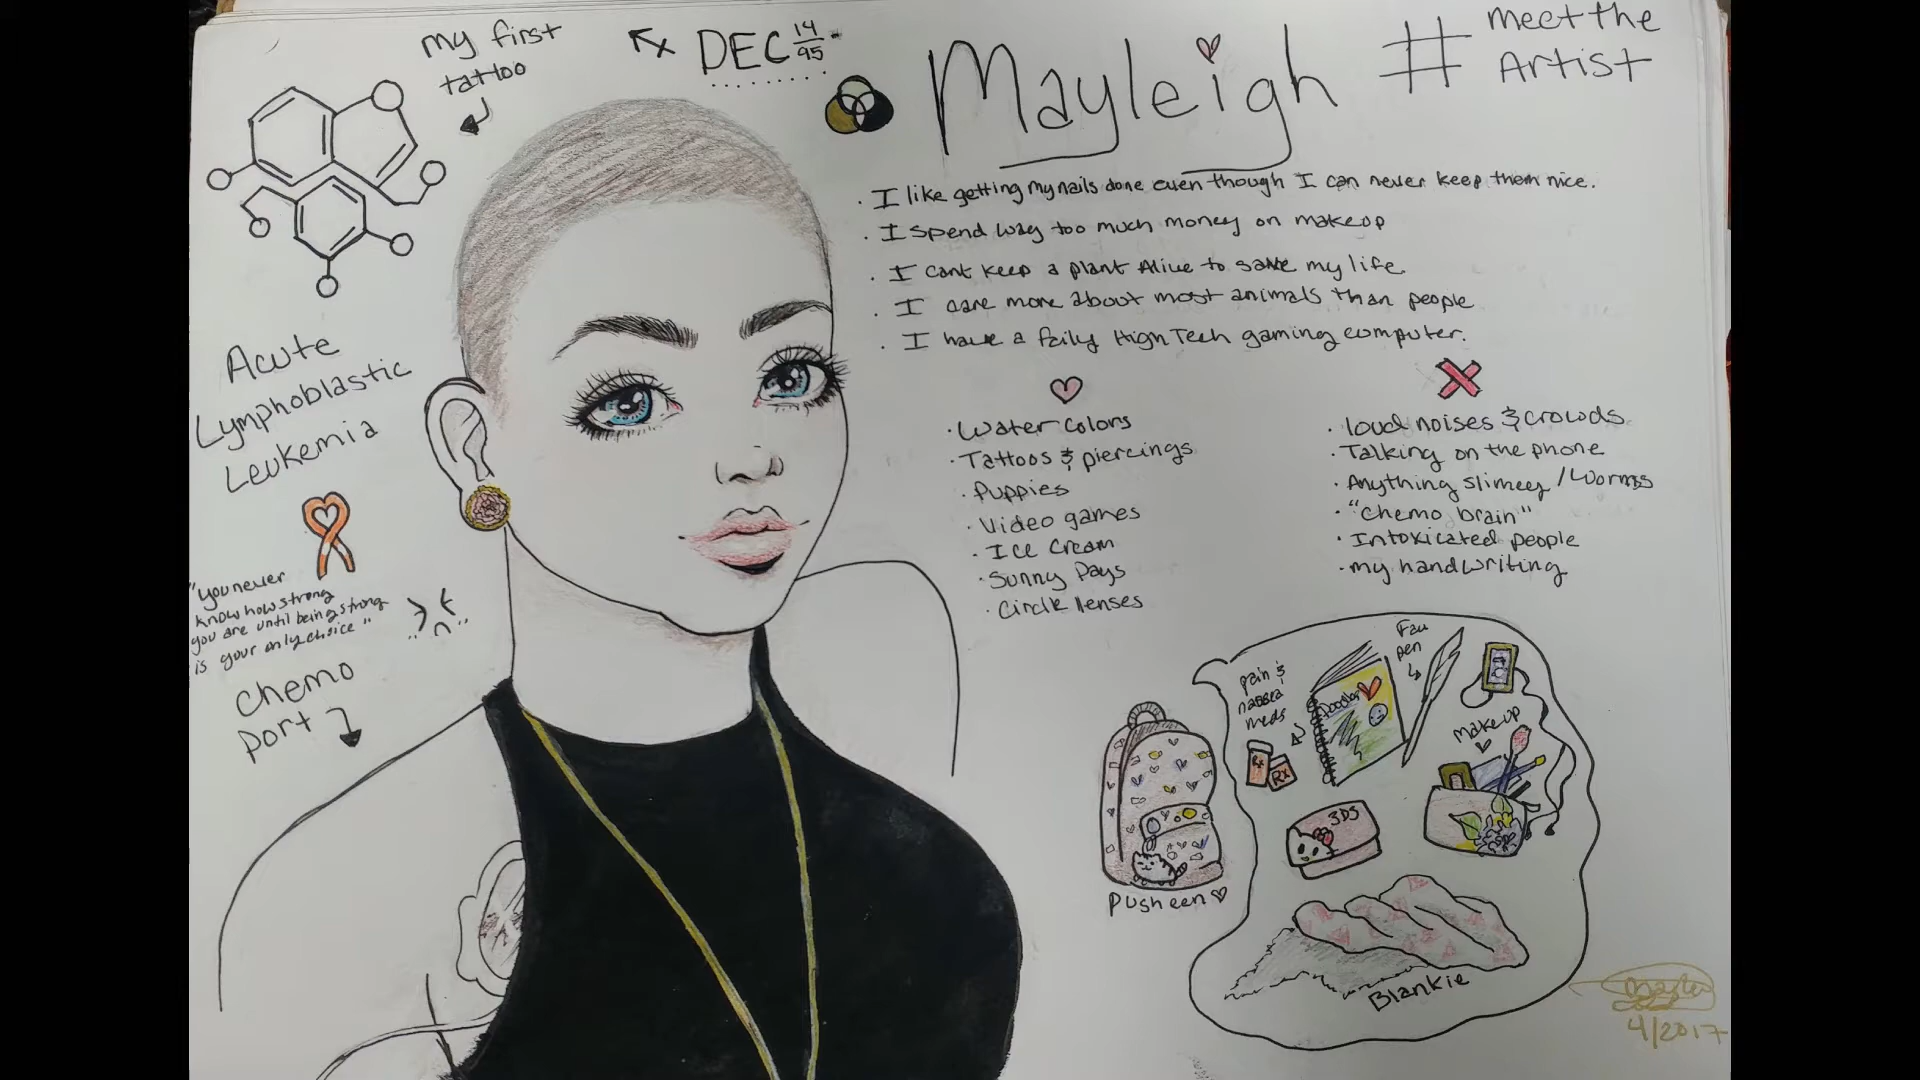 my first
tattoo
DEC 14
95
Mayleigh
# meet the
Artist
. I like getting my nails done even though I can never keep them nice.
. I spend way too much money on makeup
. I cant keep a plant Alive to save my life
. I care more about most animals than people
. I have a faily High Tech gaming computer.
Acute
Lymphoblastic
Leukemia
"you never
know how strong
you are until being strong
is your only choice"
chemo
port
· Water colors
· Tattoos & piercings
· Puppies
· Video games
· Ice cream
· Sunny Days
· Circle lenses
· loud noises & crowds
· Talking on the phone
· Anything slimey / worms
· "chemo brain"
· Intoxicated people
· my handwriting
pain &
nausea
meds
Rx
Rx
Doodles
Fav
pen
makeup
3DS
Pusheen
Blankie
4/2017